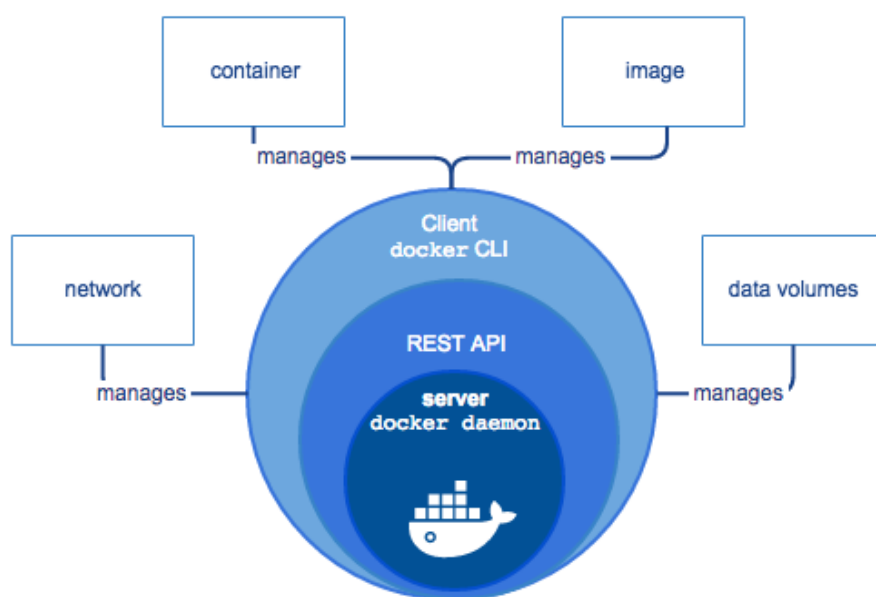 container
image
manages
manages
Client
docker CLI
network
data volumes
REST API
manages
manages
server
docker daemon